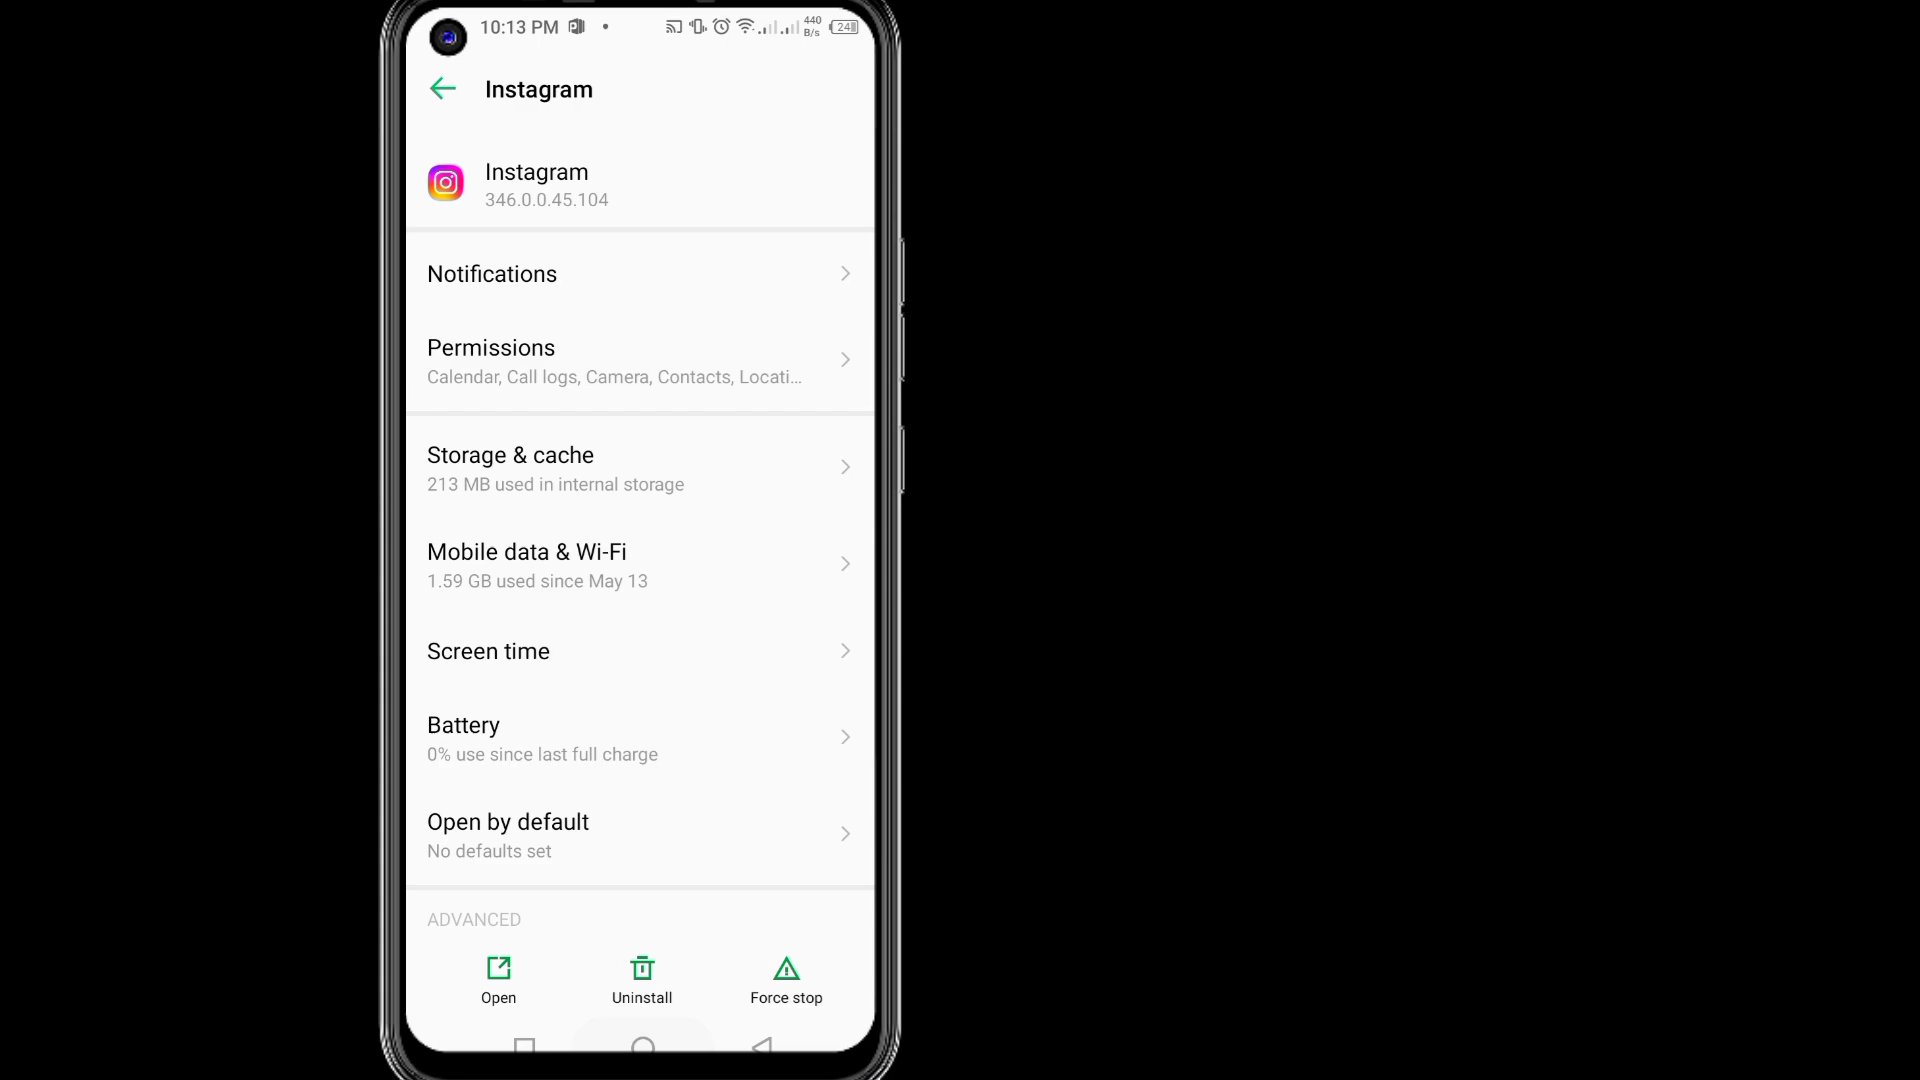 10:13 PM
440
B/s
24
Instagram
Instagram
346.0.0.45.104
Notifications
Permissions
Calendar, Call logs, Camera, Contacts, Locati...
Storage & cache
213 MB used in internal storage
Mobile data & Wi-Fi
1.59 GB used since May 13
Screen time
Battery
0% use since last full charge
Open by default
No defaults set
ADVANCED
Open
Uninstall
Force stop